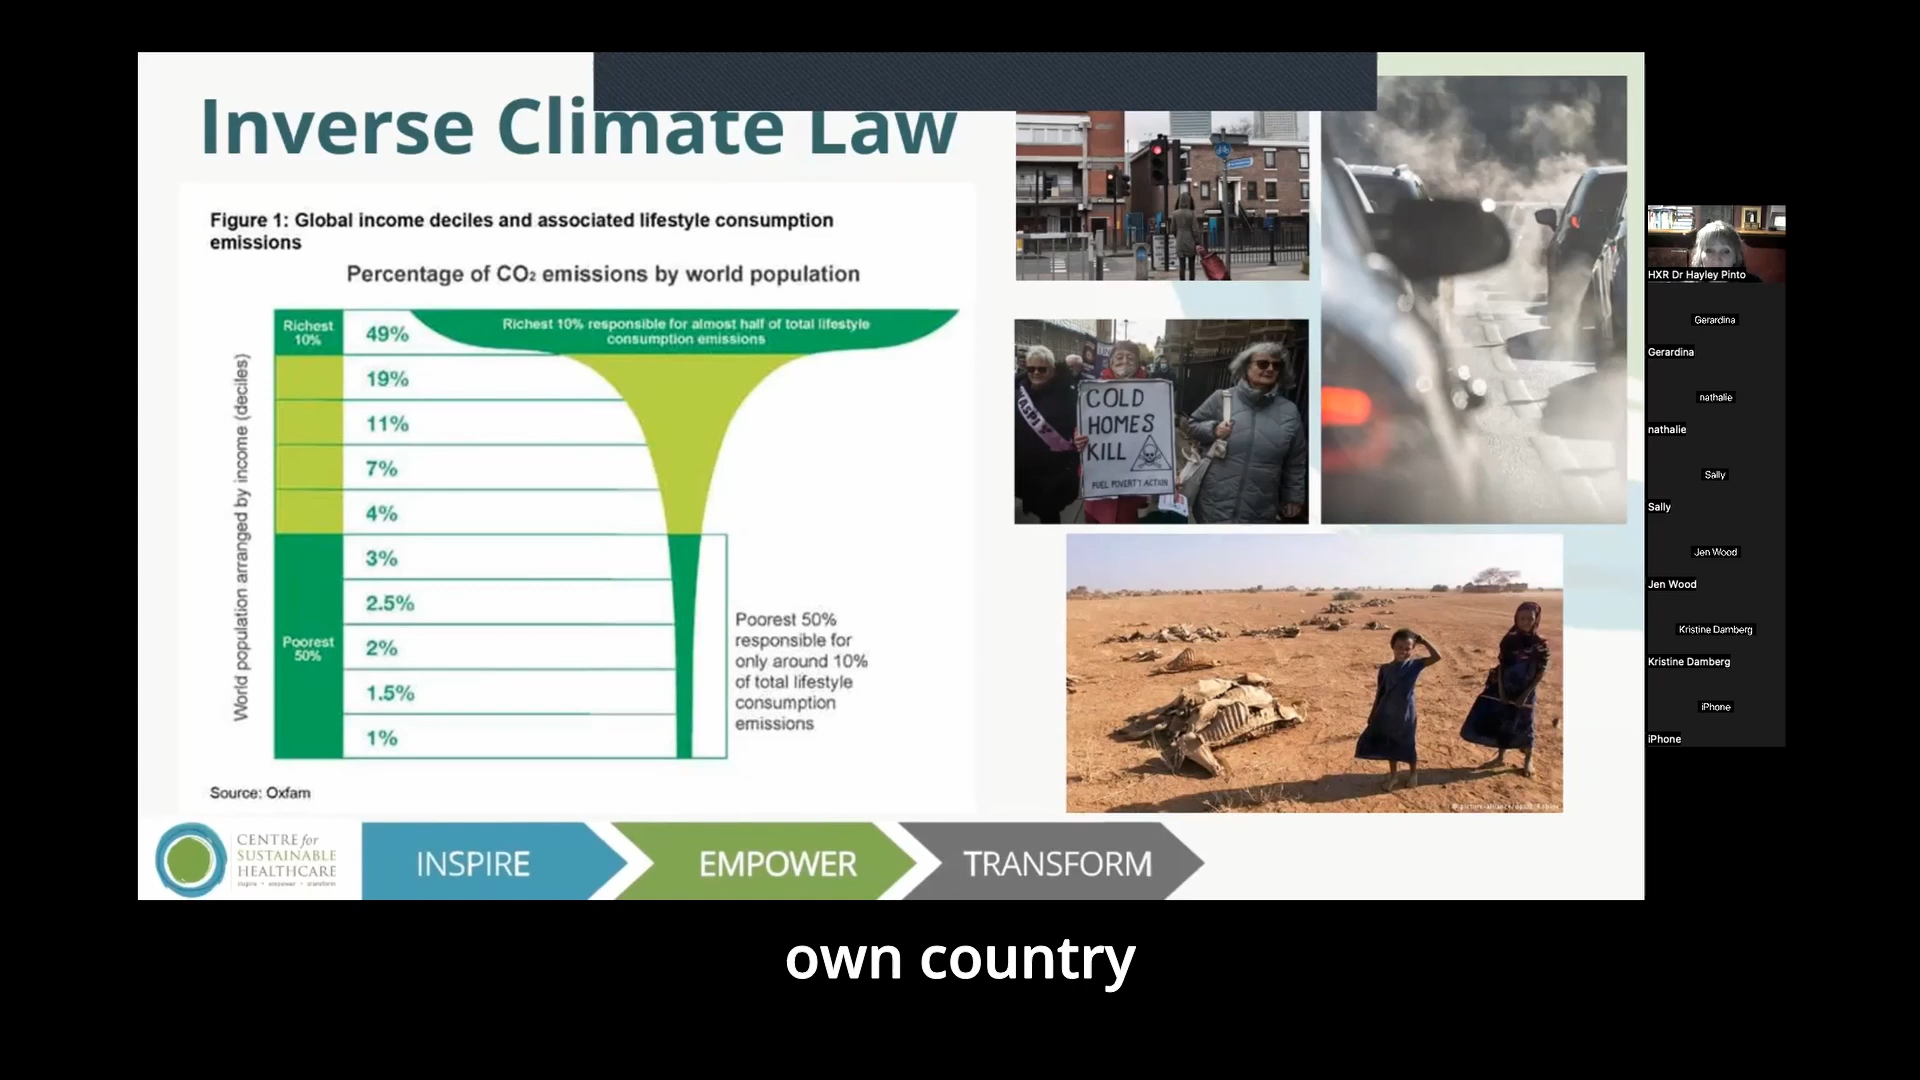 Inverse Climate Law
Figure 1: Global income deciles and associated lifestyle consumption
emissions
Percentage of CO₂ emissions by world population
World population arranged by income (deciles)
Richest
10%
49%
Richest 10% responsible for almost half of total lifestyle
consumption emissions
19%
11%
7%
4%
3%
2.5%
2%
1.5%
1%
Poorest
50%
Poorest 50%
responsible for
only around 10%
of total lifestyle
consumption
emissions
Source: Oxfam
COLD
HOMES
KILL
FUEL POVERTY ACTION
CENTRE for
SUSTAINABLE
HEALTHCARE
inspire • empower • transform
INSPIRE
EMPOWER
TRANSFORM
HXR Dr Hayley Pinto
Gerardina
Gerardina
nathalie
nathalie
Sally
Sally
Jen Wood
Jen Wood
Kristine Damberg
Kristine Damberg
iPhone
iPhone
own country